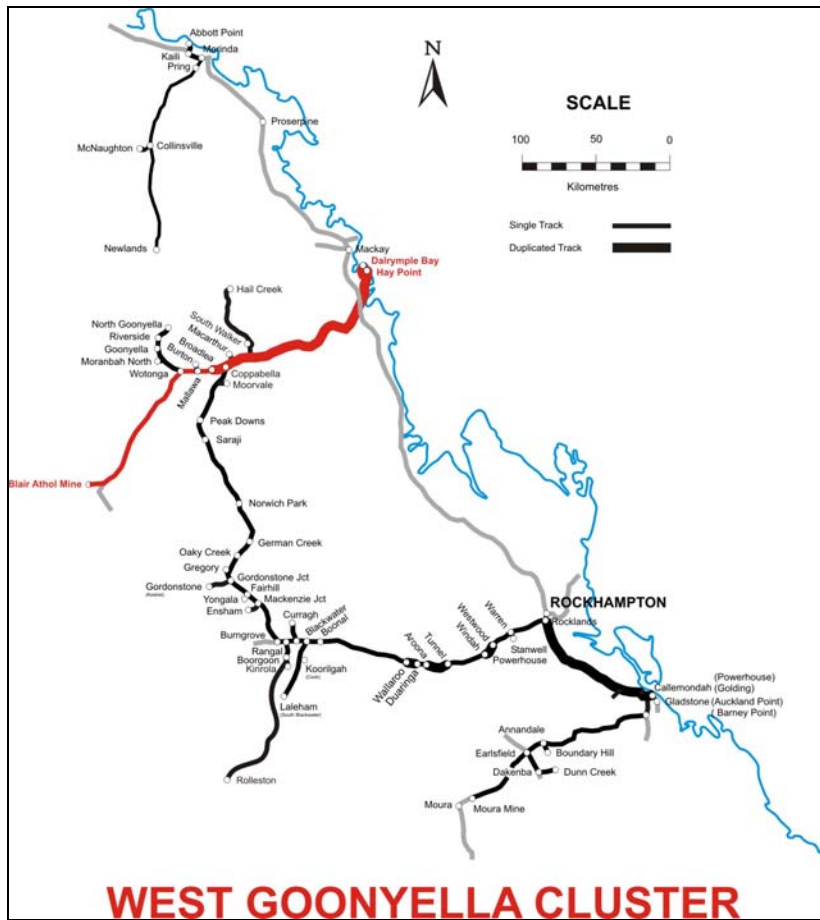 Abbott Point
Kaili
Morinda
Pring
N
SCALE
100 50 0
Kilometres
Single Track
Duplicated Track
Proserpine
McNaughton
Collinsville
Newlands
Mackay
Dalrymple Bay
Hay Point
Hail Creek
South Walker
Macarthur
North Goonyella
Riverside
Broadlea
Goonyella
Burton
Moranbah North
Coppabella
Wotonga
Mallawa
Moorvale
Peak Downs
Saraji
Blair Athol Mine
Norwich Park
German Creek
Oaky Creek
Gregory
Gordonstone Jct
Gordonstone
Fairhill
Yongala
Mackenzie Jct
Ensham
Curragh
Blackwater
Boonal
Burngrove
Rangal
Boorgoon
Kinrola
Koorilgah
(Cook)
Laleham
(South Blackwater)
Rolleston
Wallaroo
Duaringa
Aroona
Tunnel
Windah
Westwood
Warren
Stanwell
Powerhouse
ROCKHAMPTON
Rocklands
Callemondah (Powerhouse)
(Golding)
Gladstone (Auckland Point)
( Barney Point)
Annandale
Earlsfield
Boundary Hill
Dakenba
Dunn Creek
Moura
Moura Mine
WEST GOONYELLA CLUSTER